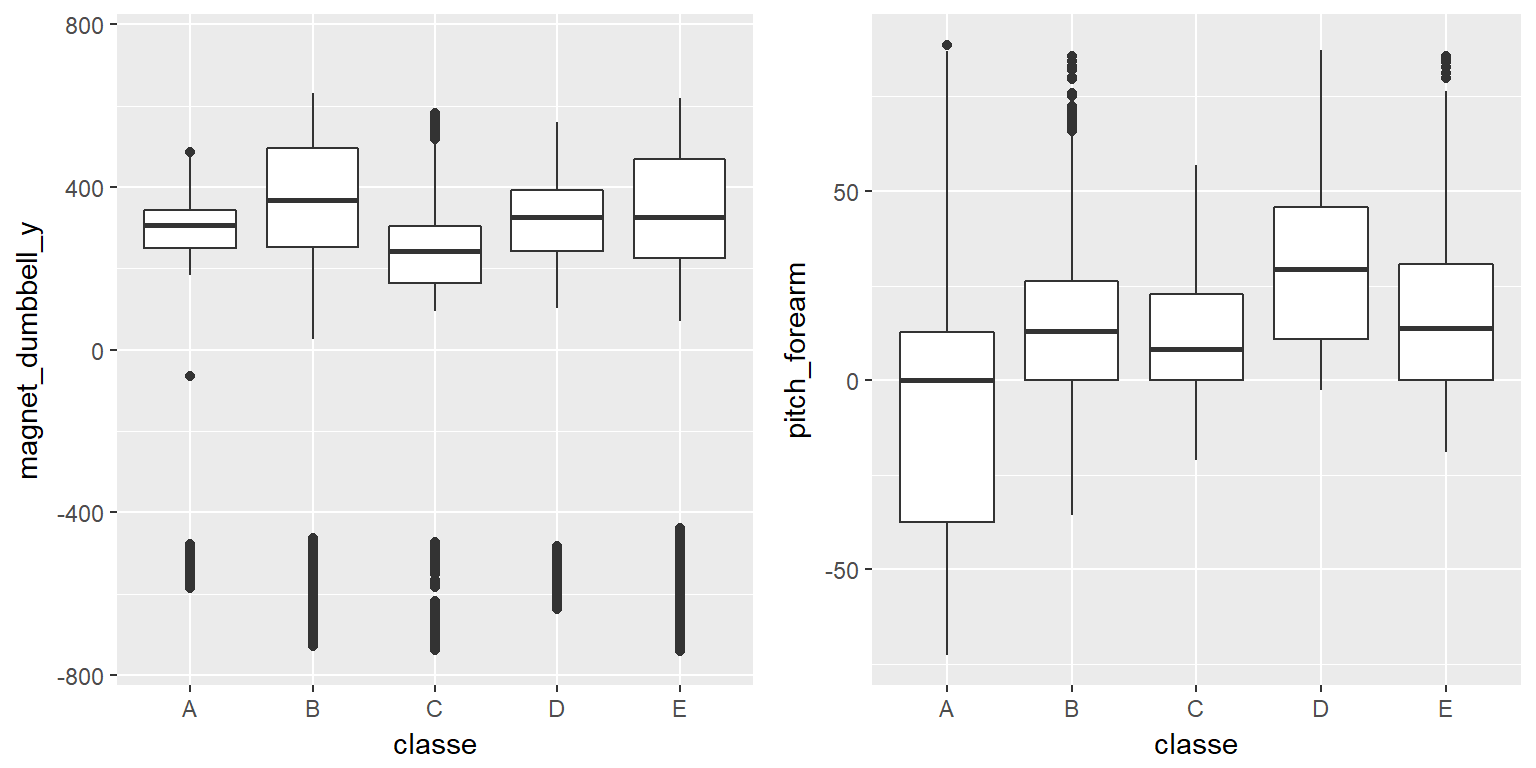 magnet_dumbbell_y
800
400
0
-400
-800
A B C D E
classe
pitch_forearm
50
0
-50
A B C D E
classe